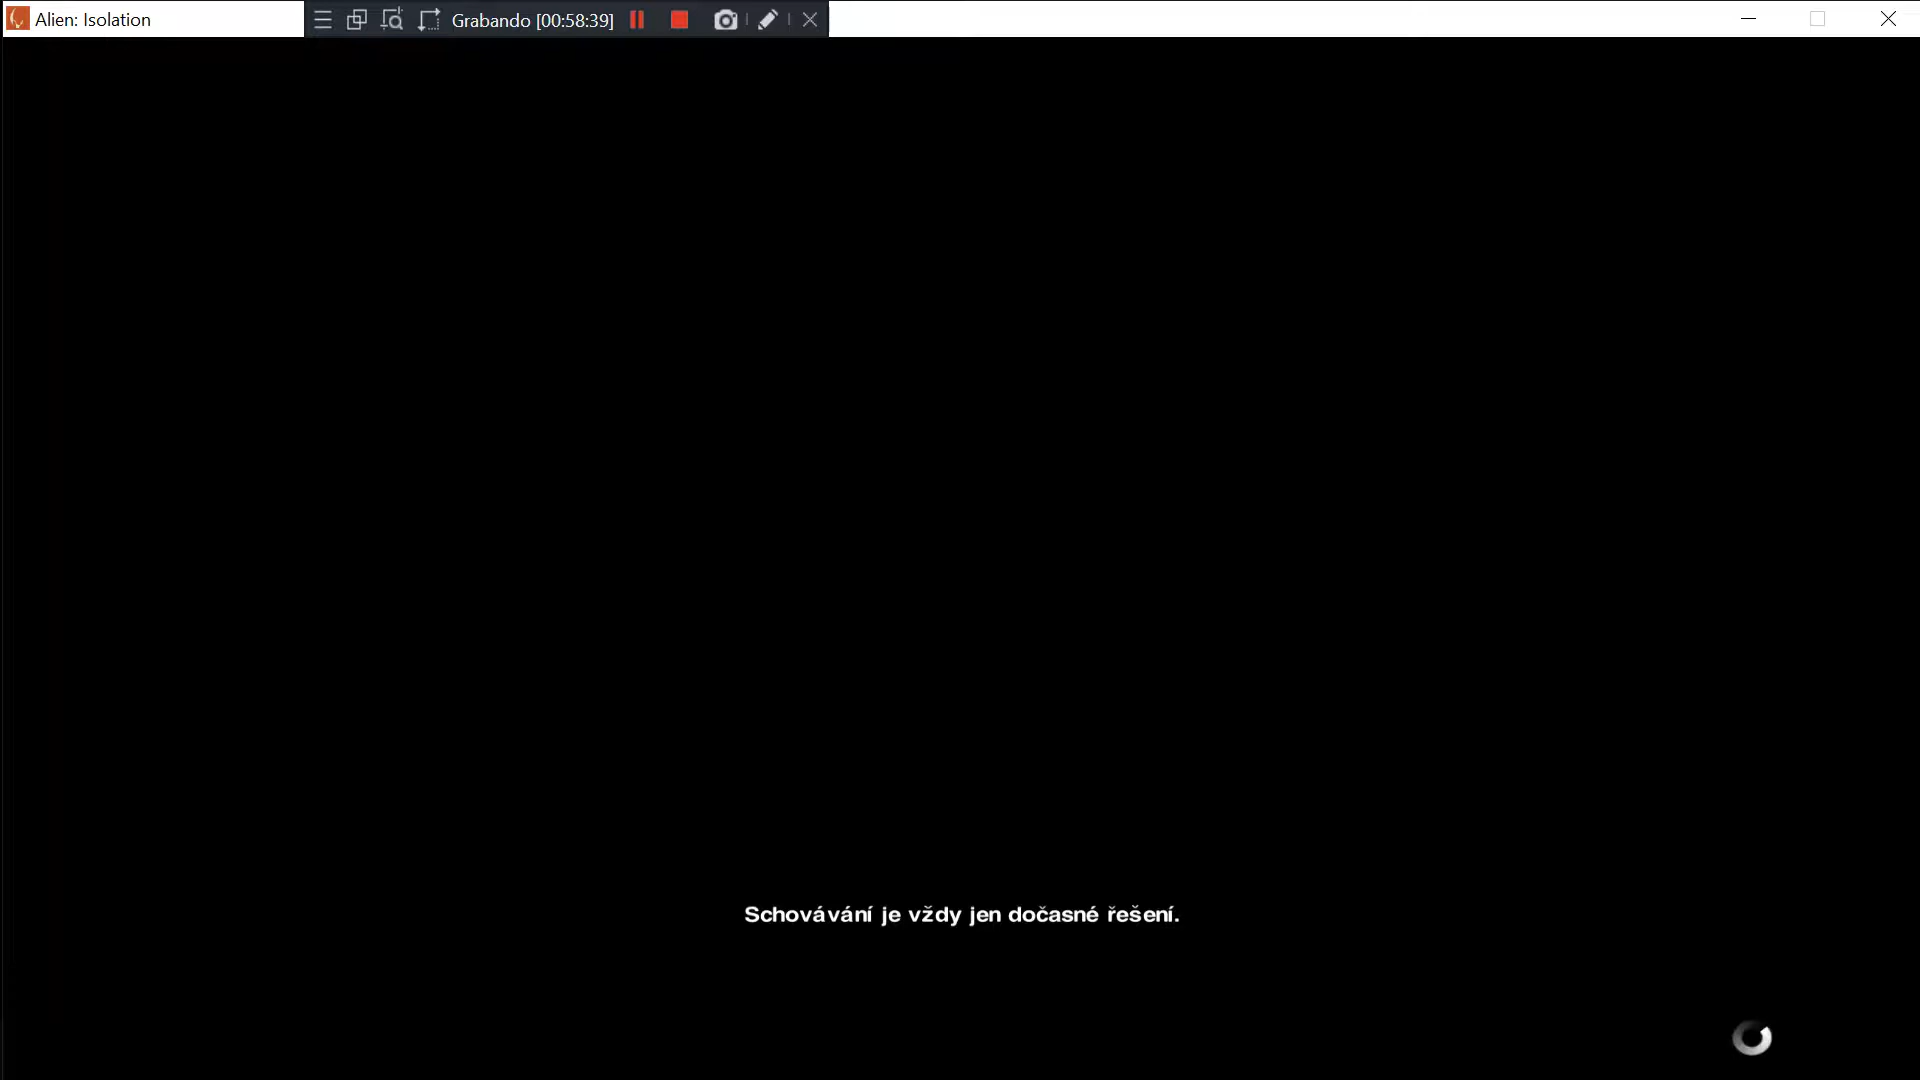 Alien: Isolation
Grabando [00:58:39]
Schovávání je vždy jen dočasné řešení.